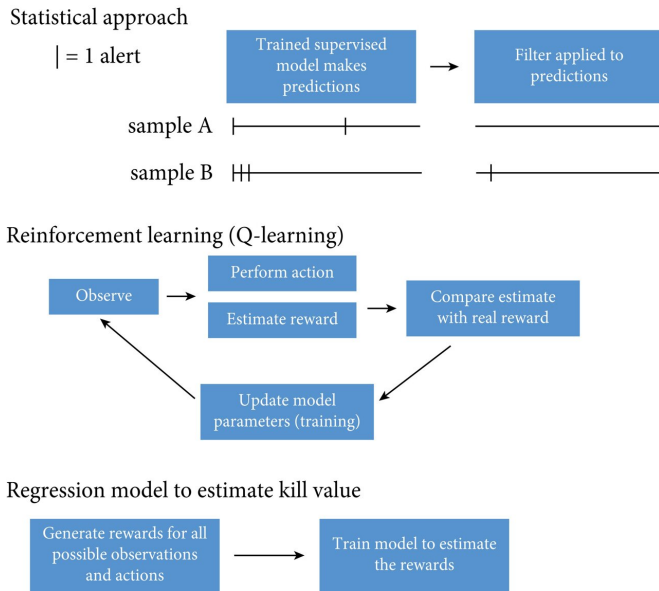 Statistical approach
| = 1 alert
Trained supervised
model makes
predictions
Filter applied to
predictions
sample A
sample B
Reinforcement learning (Q-learning)
Observe
Perform action
Estimate reward
Compare estimate
with real reward
Update model
parameters (training)
Regression model to estimate kill value
Generate rewards for all
possible observations
and actions
Train model to estimate
the rewards